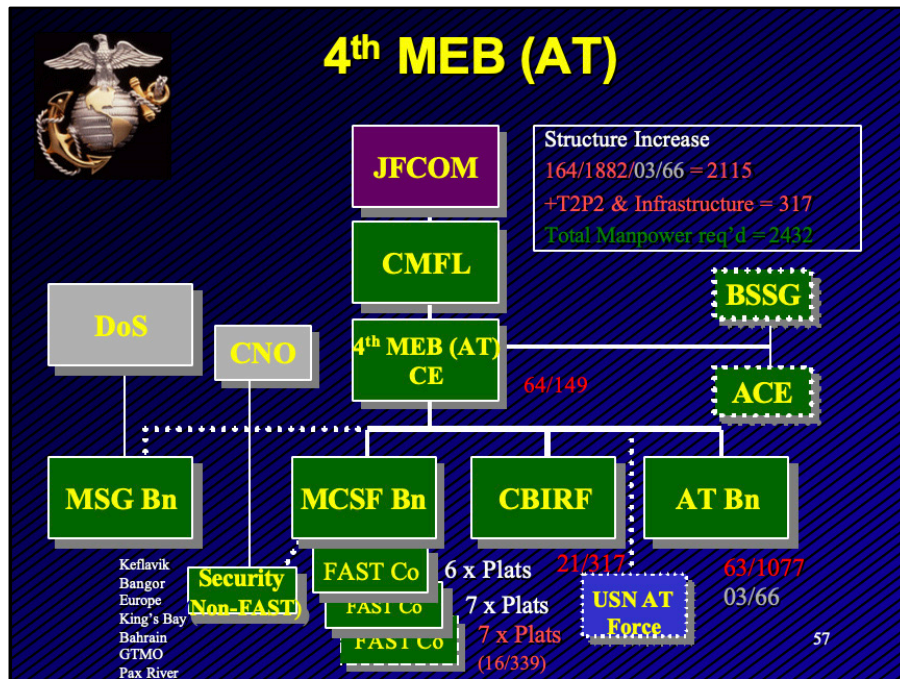 4th MEB (AT)
JFCOM
Structure Increase
164/1882/03/66 = 2115
+T2P2 & Infrastructure = 317
Total Manpower req'd = 2432
CMFL
BSSG
DoS
CNO
4th MEB (AT)
CE
64/149
ACE
MSG Bn
MCSF Bn
CBIRF
AT Bn
Keflavik
Bangor
Europe
King's Bay
Bahrain
GTMO
Pax River
Security
Non-FAST)
FAST Co
6 x Plats
FAST Co
7 x Plats
FAST Co
7 x Plats
(16/339)
21/317
USN AT
Force
63/1077
03/66
57